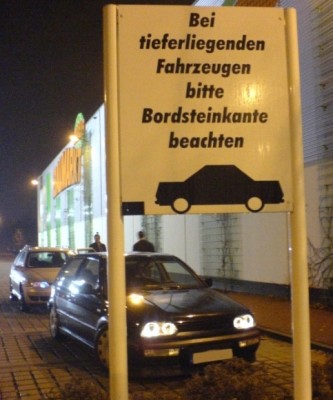 Bei
tieferliegenden
Fahrzeugen
bitte
Bordsteinkante
beachten